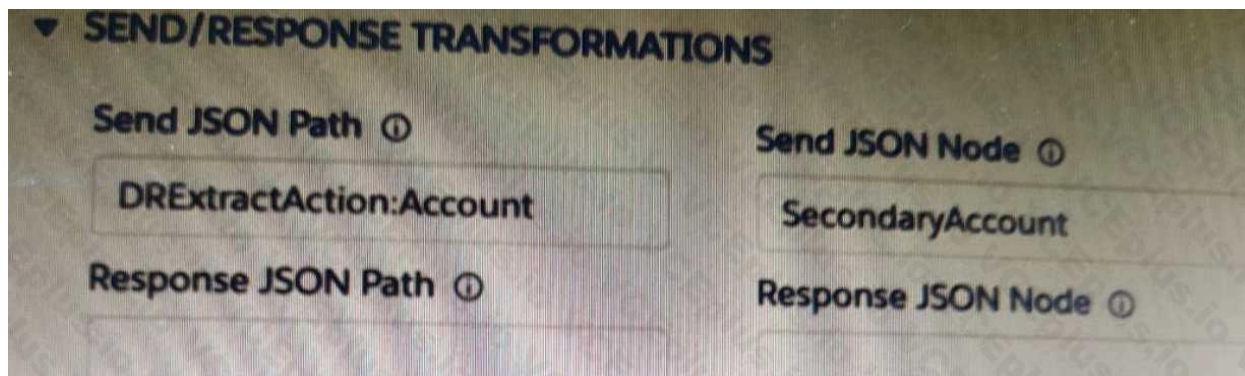 ▼ SEND/RESPONSE TRANSFORMATIONS
Send JSON Path ⓘ
Send JSON Node ⓘ
DRExtractAction:Account
SecondaryAccount
Response JSON Path ⓘ
Response JSON Node ⓘ